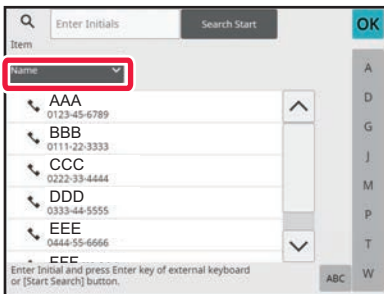 Enter Initials
Search Start
OK
Item
Name
AAA
0123-45-6789
BBB
0111-22-3333
CCC
0222-33-4444
DDD
0333-44-5555
EEE
0444-55-6666
Enter Initial and press Enter key of external keyboard
or [Start Search] button.
ABC
A
D
G
J
M
P
T
W